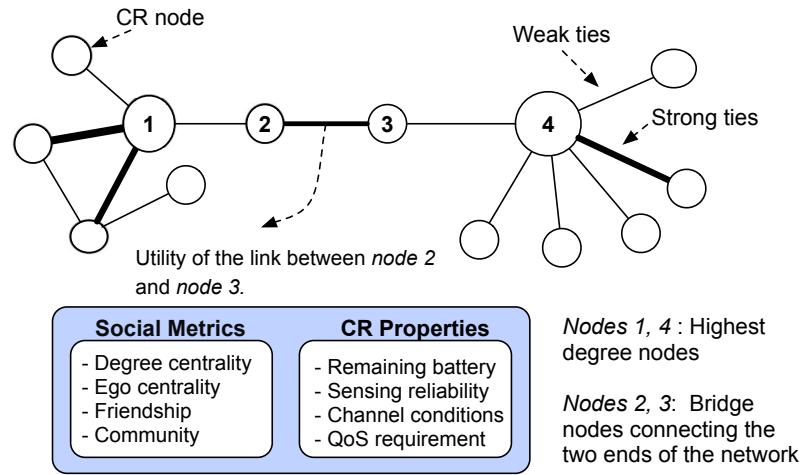 CR node
Weak ties
Strong ties
1
2
3
4
Utility of the link between node 2
and node 3.
Social Metrics
- Degree centrality
- Ego centrality
- Friendship
- Community
CR Properties
- Remaining battery
- Sensing reliability
- Channel conditions
- QoS requirement
Nodes 1, 4 : Highest
degree nodes
Nodes 2, 3: Bridge
nodes connecting the
two ends of the network